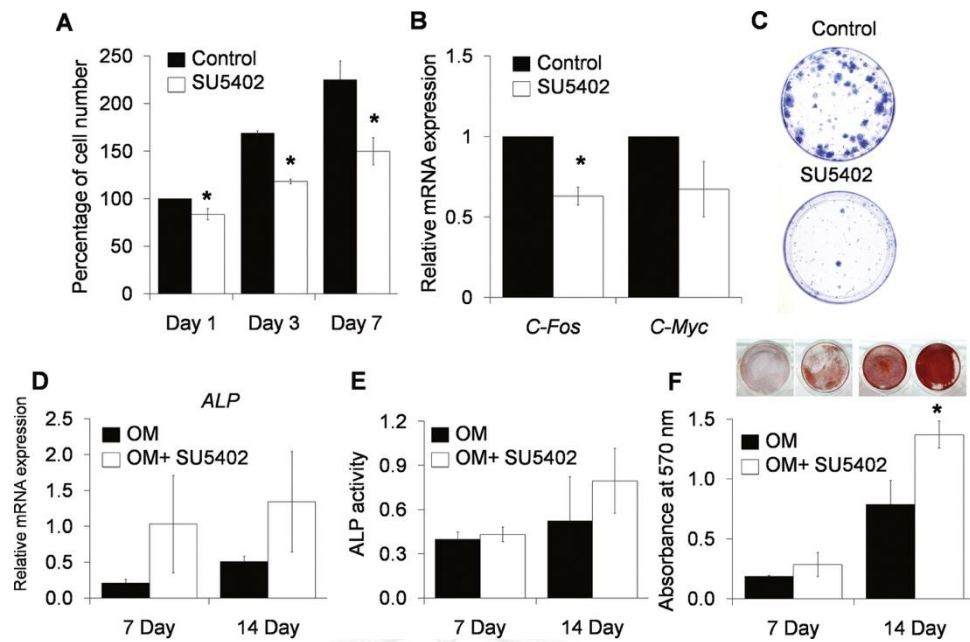 A
Percentage of cell number
250
200
150
100
50
0
Control
SU5402
*
*
*
Day 1 Day 3 Day 7
B
Relative mRNA expression
1.5
1
0.5
0
Control
SU5402
*
C-Fos C-Myc
C
Control
SU5402
D
ALP
Relative mRNA expression
2.5
2.0
1.5
1.0
0.5
0.0
OM
OM+ SU5402
7 Day 14 Day
E
ALP activity
1.2
0.9
0.6
0.3
0.0
OM
OM+ SU5402
7 Day 14 Day
F
Absorbance at 570 nm
1.5
1.0
0.5
0.0
OM
OM+ SU5402
*
7 Day 14 Day